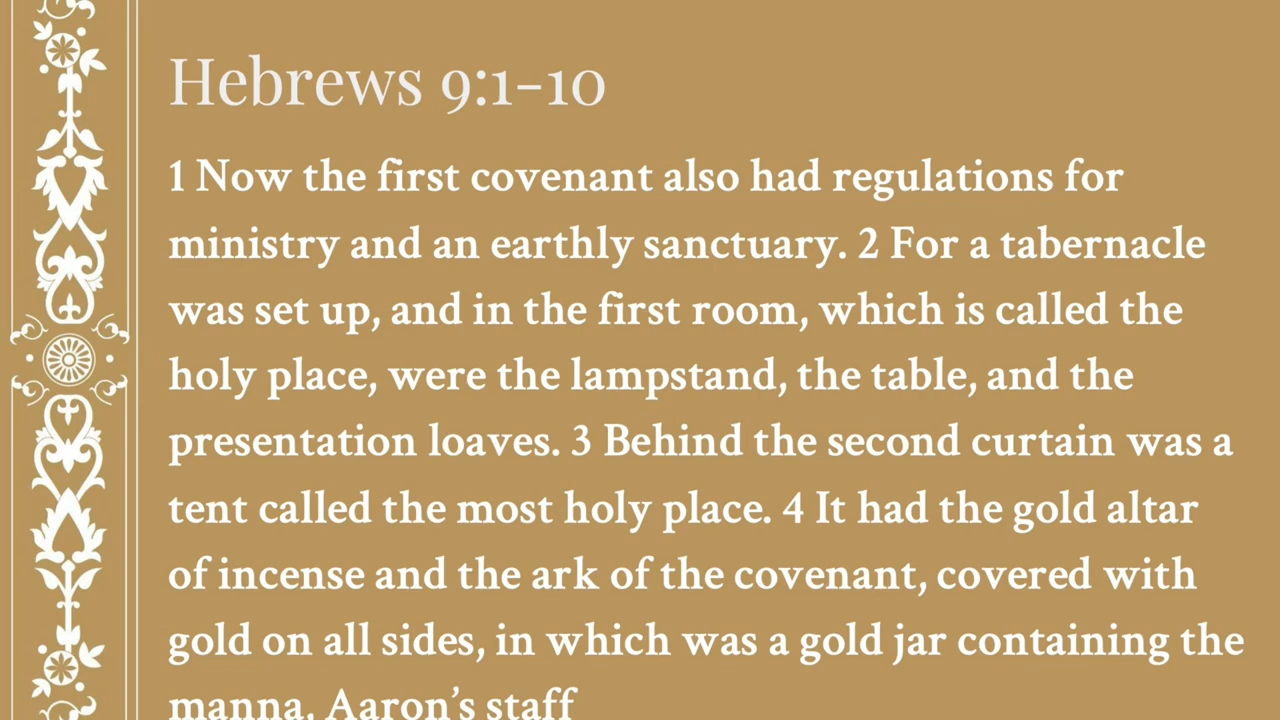 Hebrews 9:1-10
1 Now the first covenant also had regulations for
ministry and an earthly sanctuary. 2 For a tabernacle
was set up, and in the first room, which is called the
holy place, were the lampstand, the table, and the
presentation loaves. 3 Behind the second curtain was a
tent called the most holy place. 4 It had the gold altar
of incense and the ark of the covenant, covered with
gold on all sides, in which was a gold jar containing the
manna, Aaron’s staff